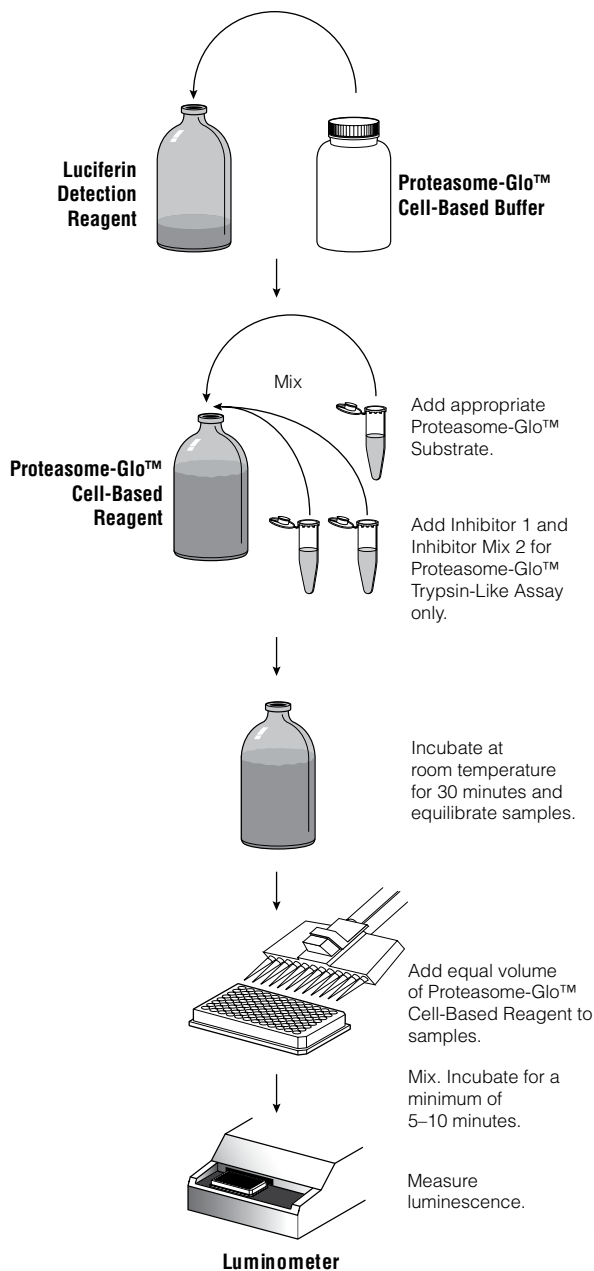 Luciferin
Detection
Reagent
Proteasome-Glo™
Cell-Based Buffer
Mix
Add appropriate
Proteasome-Glo™
Substrate.
Proteasome-Glo™
Cell-Based
Reagent
Add Inhibitor 1 and
Inhibitor Mix 2 for
Proteasome-Glo™
Trypsin-Like Assay
only.
Incubate at
room temperature
for 30 minutes and
equilibrate samples.
Add equal volume
of Proteasome-Glo™
Cell-Based Reagent to
samples.
Mix. Incubate for a
minimum of
5–10 minutes.
Measure
luminescence.
Luminometer